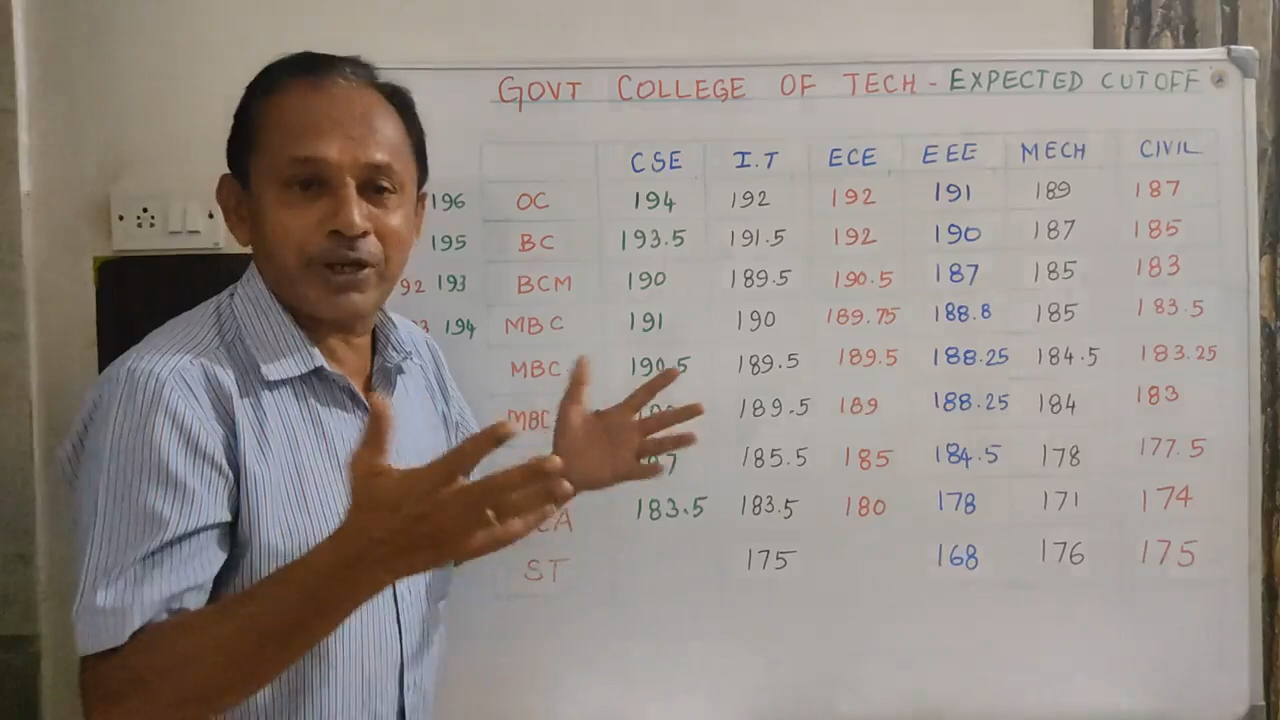 GOVT COLLEGE OF TECH - EXPECTED CUTOFF
CSE I.T ECE EEE MECH CIVIL
196 OC 194 192 192 191 189 187
195 BC 193.5 191.5 192 190 187 185
92 193 BCM 190 189.5 190.5 187 185 183
3 194 MBC 191 190 189.75 188.8 185 183.5
MBC 190.5 189.5 189.5 188.25 184.5 183.25
MBC 189.5 189 188.25 184 183
185.5 185 184.5 178 177.5
183.5 183.5 180 178 171 174
ST 175 168 176 175